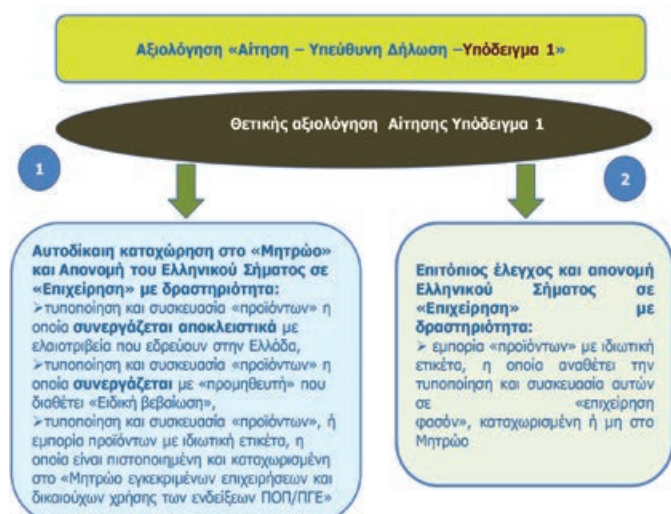 Αξιολόγηση «Αίτηση – Υπεύθυνη Δήλωση –Υπόδειγμα 1»
Θετικής αξιολόγηση Αίτησης Υπόδειγμα 1
1
2
Αυτοδίκαιη καταχώρηση στο «Μητρώο»
και Απονομή του Ελληνικού Σήματος σε
«Επιχείρηση» με δραστηριότητα:
➢τυποποίηση και συσκευασία «προϊόντων» η
οποία συνεργάζεται αποκλειστικά με
ελαιοτριβεία που εδρεύουν στην Ελλάδα,
➢τυποποίηση και συσκευασία «προϊόντων» η
οποία συνεργάζεται με «προμηθευτή» που
διαθέτει «Ειδική βεβαίωση»,
➢τυποποίηση και συσκευασία «προϊόντων», ή
εμπορία προϊόντων με ιδιωτική ετικέτα, η
οποία είναι πιστοποιημένη και καταχωρισμένη
στο «Μητρώο εγκεκριμένων επιχειρήσεων και
δικαιούχων χρήσης των ενδείξεων ΠΟΠ/ΠΓΕ»
Επιτόπιος έλεγχος και απονομή
Ελληνικού Σήματος σε
«Επιχείρηση» με
δραστηριότητα:
➢ εμπορία «προϊόντων» με ιδιωτική
ετικέτα, η οποία αναθέτει την
τυποποίηση και συσκευασία αυτών
σε «επιχείρηση
φασόν», καταχωρισμένη ή μη στο
Μητρώο